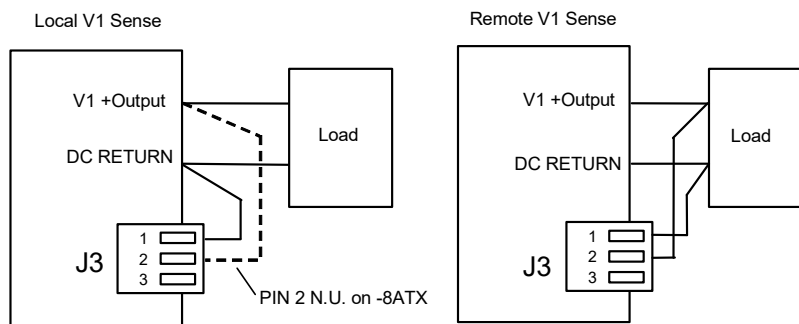 Local V1 Sense
V1 +Output
DC RETURN
Load
J3
1
2
3
PIN 2 N.U. on -8ATX
Remote V1 Sense
V1 +Output
DC RETURN
Load
J3
1
2
3